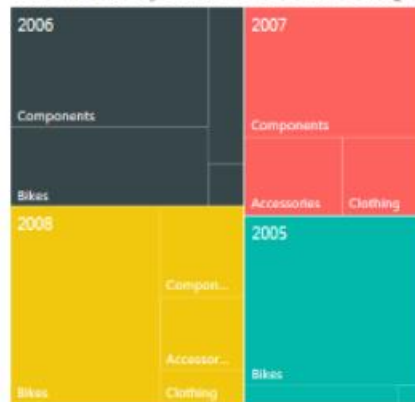 2006
Components
Bikes
2007
Components
Accessories
Clothing
2008
Bikes
Compon...
Accessor...
Clothing
2005
Bikes